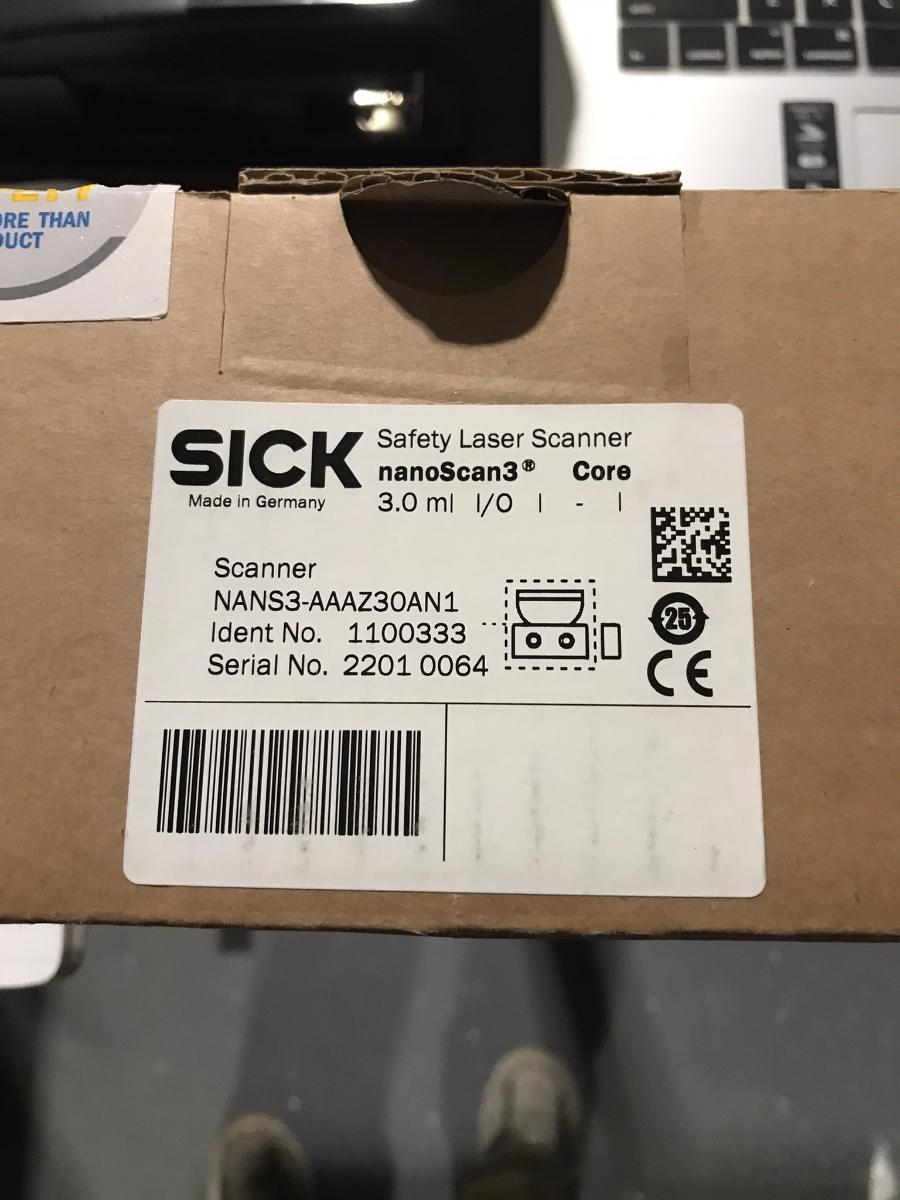 ORE THAN
DUCT
SICK
Made in Germany
Safety Laser Scanner
nanoScan3® Core
3.0 m| I/O | - |
Scanner
NANS3-AAAZ30AN1
Ident No. 1100333
Serial No. 2201 0064
25
CE